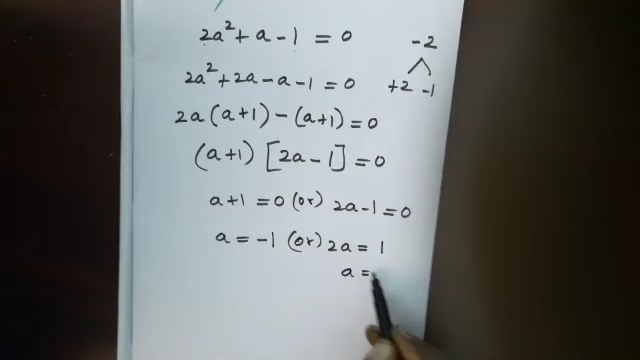 2a² + a - 1 = 0 -2
2a² + 2a - a - 1 = 0 +2 -1
2a (a+1) - (a+1) = 0
(a+1) [2a - 1] = 0
a + 1 = 0 (or) 2a - 1 = 0
a = -1 (or) 2a = 1
a =